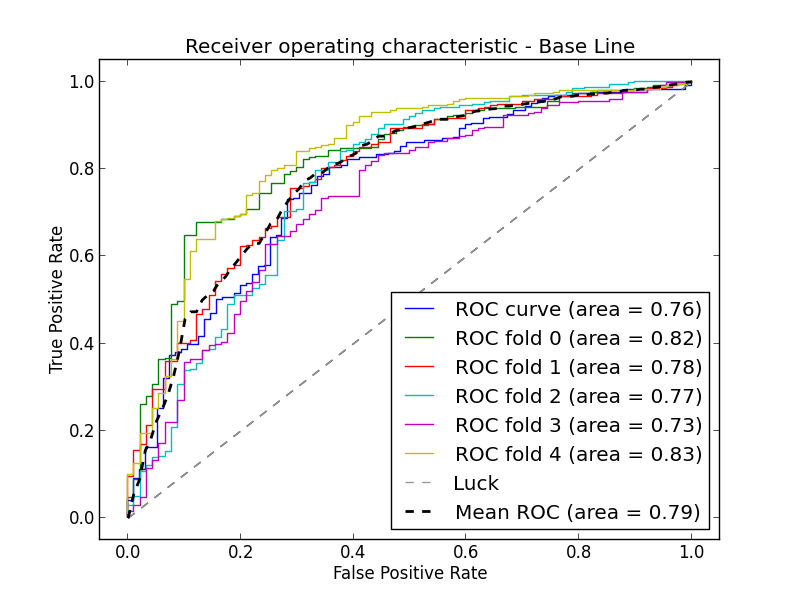 Receiver operating characteristic - Base Line
True Positive Rate
1.0
0.8
0.6
0.4
0.2
0.0
ROC curve (area = 0.76)
ROC fold 0 (area = 0.82)
ROC fold 1 (area = 0.78)
ROC fold 2 (area = 0.77)
ROC fold 3 (area = 0.73)
ROC fold 4 (area = 0.83)
Luck
Mean ROC (area = 0.79)
0.0 0.2 0.4 0.6 0.8 1.0
False Positive Rate